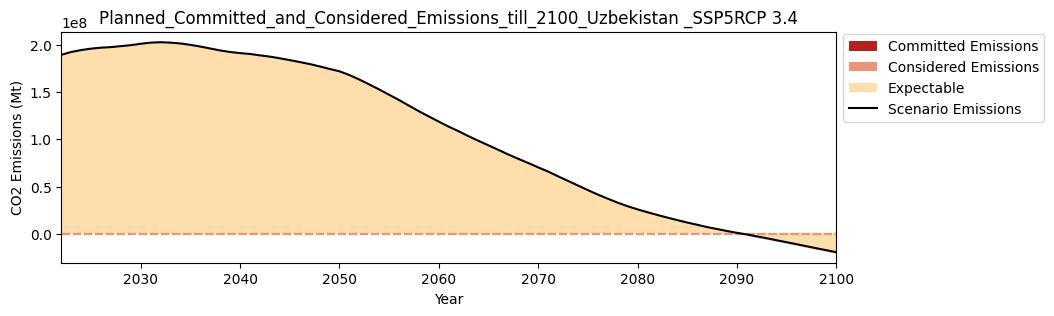 Planned_Committed_and_Considered_Emissions_till_2100_Uzbekistan _SSP5RCP 3.4
1e8
2.0
1.5
1.0
0.5
0.0
CO2 Emissions (Mt)
2030 2040 2050 2060 2070 2080 2090 2100
Year
Committed Emissions
Considered Emissions
Expectable
Scenario Emissions